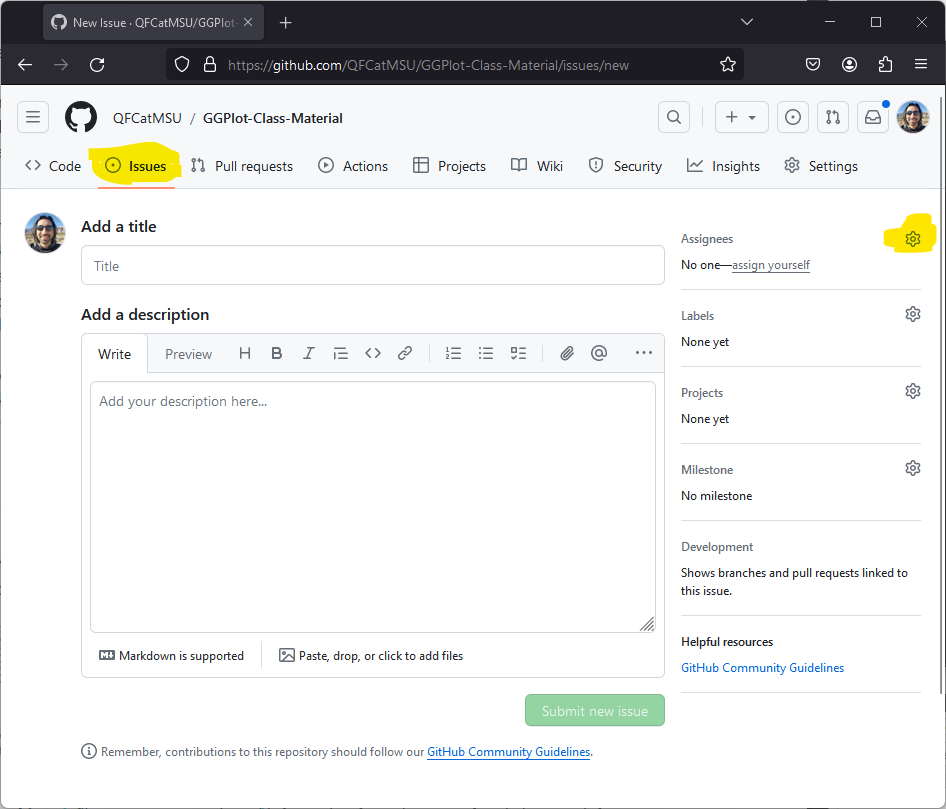 New Issue · QFCatMSU/GGPlot-
https://github.com/QFCatMSU/GGPlot-Class-Material/issues/new
QFCatMSU / GGPlot-Class-Material
Code Issues Pull requests Actions Projects Wiki Security Insights Settings
Add a title
Title
Add a description
Write Preview
Add your description here...
Markdown is supported
Paste, drop, or click to add files
Submit new issue
Remember, contributions to this repository should follow our GitHub Community Guidelines.
Assignees
No one—assign yourself
Labels
None yet
Projects
None yet
Milestone
No milestone
Development
Shows branches and pull requests linked to
this issue.
Helpful resources
GitHub Community Guidelines